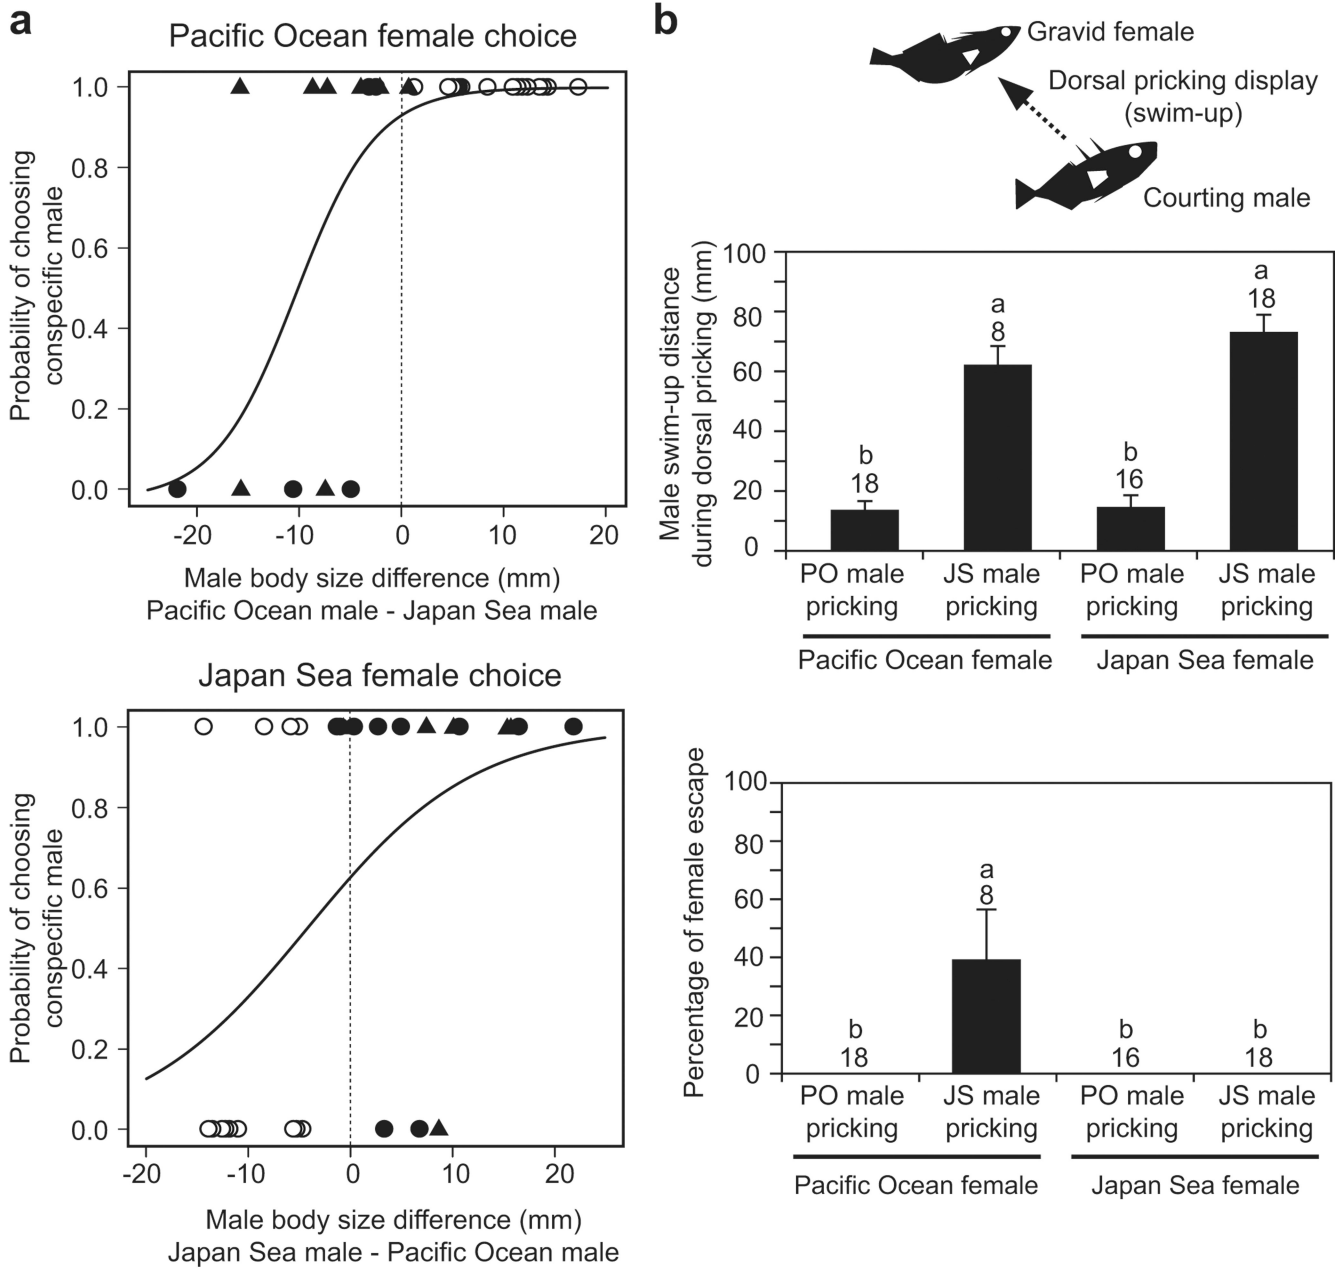 a
Pacific Ocean female choice
1.0
0.8
0.6
0.4
0.2
0.0
Probability of choosing
conspecific male
-20
-10
0
10
20
Male body size difference (mm)
Pacific Ocean male - Japan Sea male
Japan Sea female choice
1.0
0.8
0.6
0.4
0.2
0.0
Probability of choosing
conspecific male
-20
-10
0
10
20
Male body size difference (mm)
Japan Sea male - Pacific Ocean male
b
Gravid female
Dorsal pricking display
(swim-up)
Courting male
Male swim-up distance
during dorsal pricking (mm)
100
80
60
40
20
0
b
18
a
8
b
16
a
18
PO male
pricking
JS male
pricking
PO male
pricking
JS male
pricking
Pacific Ocean female
Japan Sea female
Percentage of female escape
100
80
60
40
20
0
b
18
a
8
b
16
b
18
PO male
pricking
JS male
pricking
PO male
pricking
JS male
pricking
Pacific Ocean female
Japan Sea female